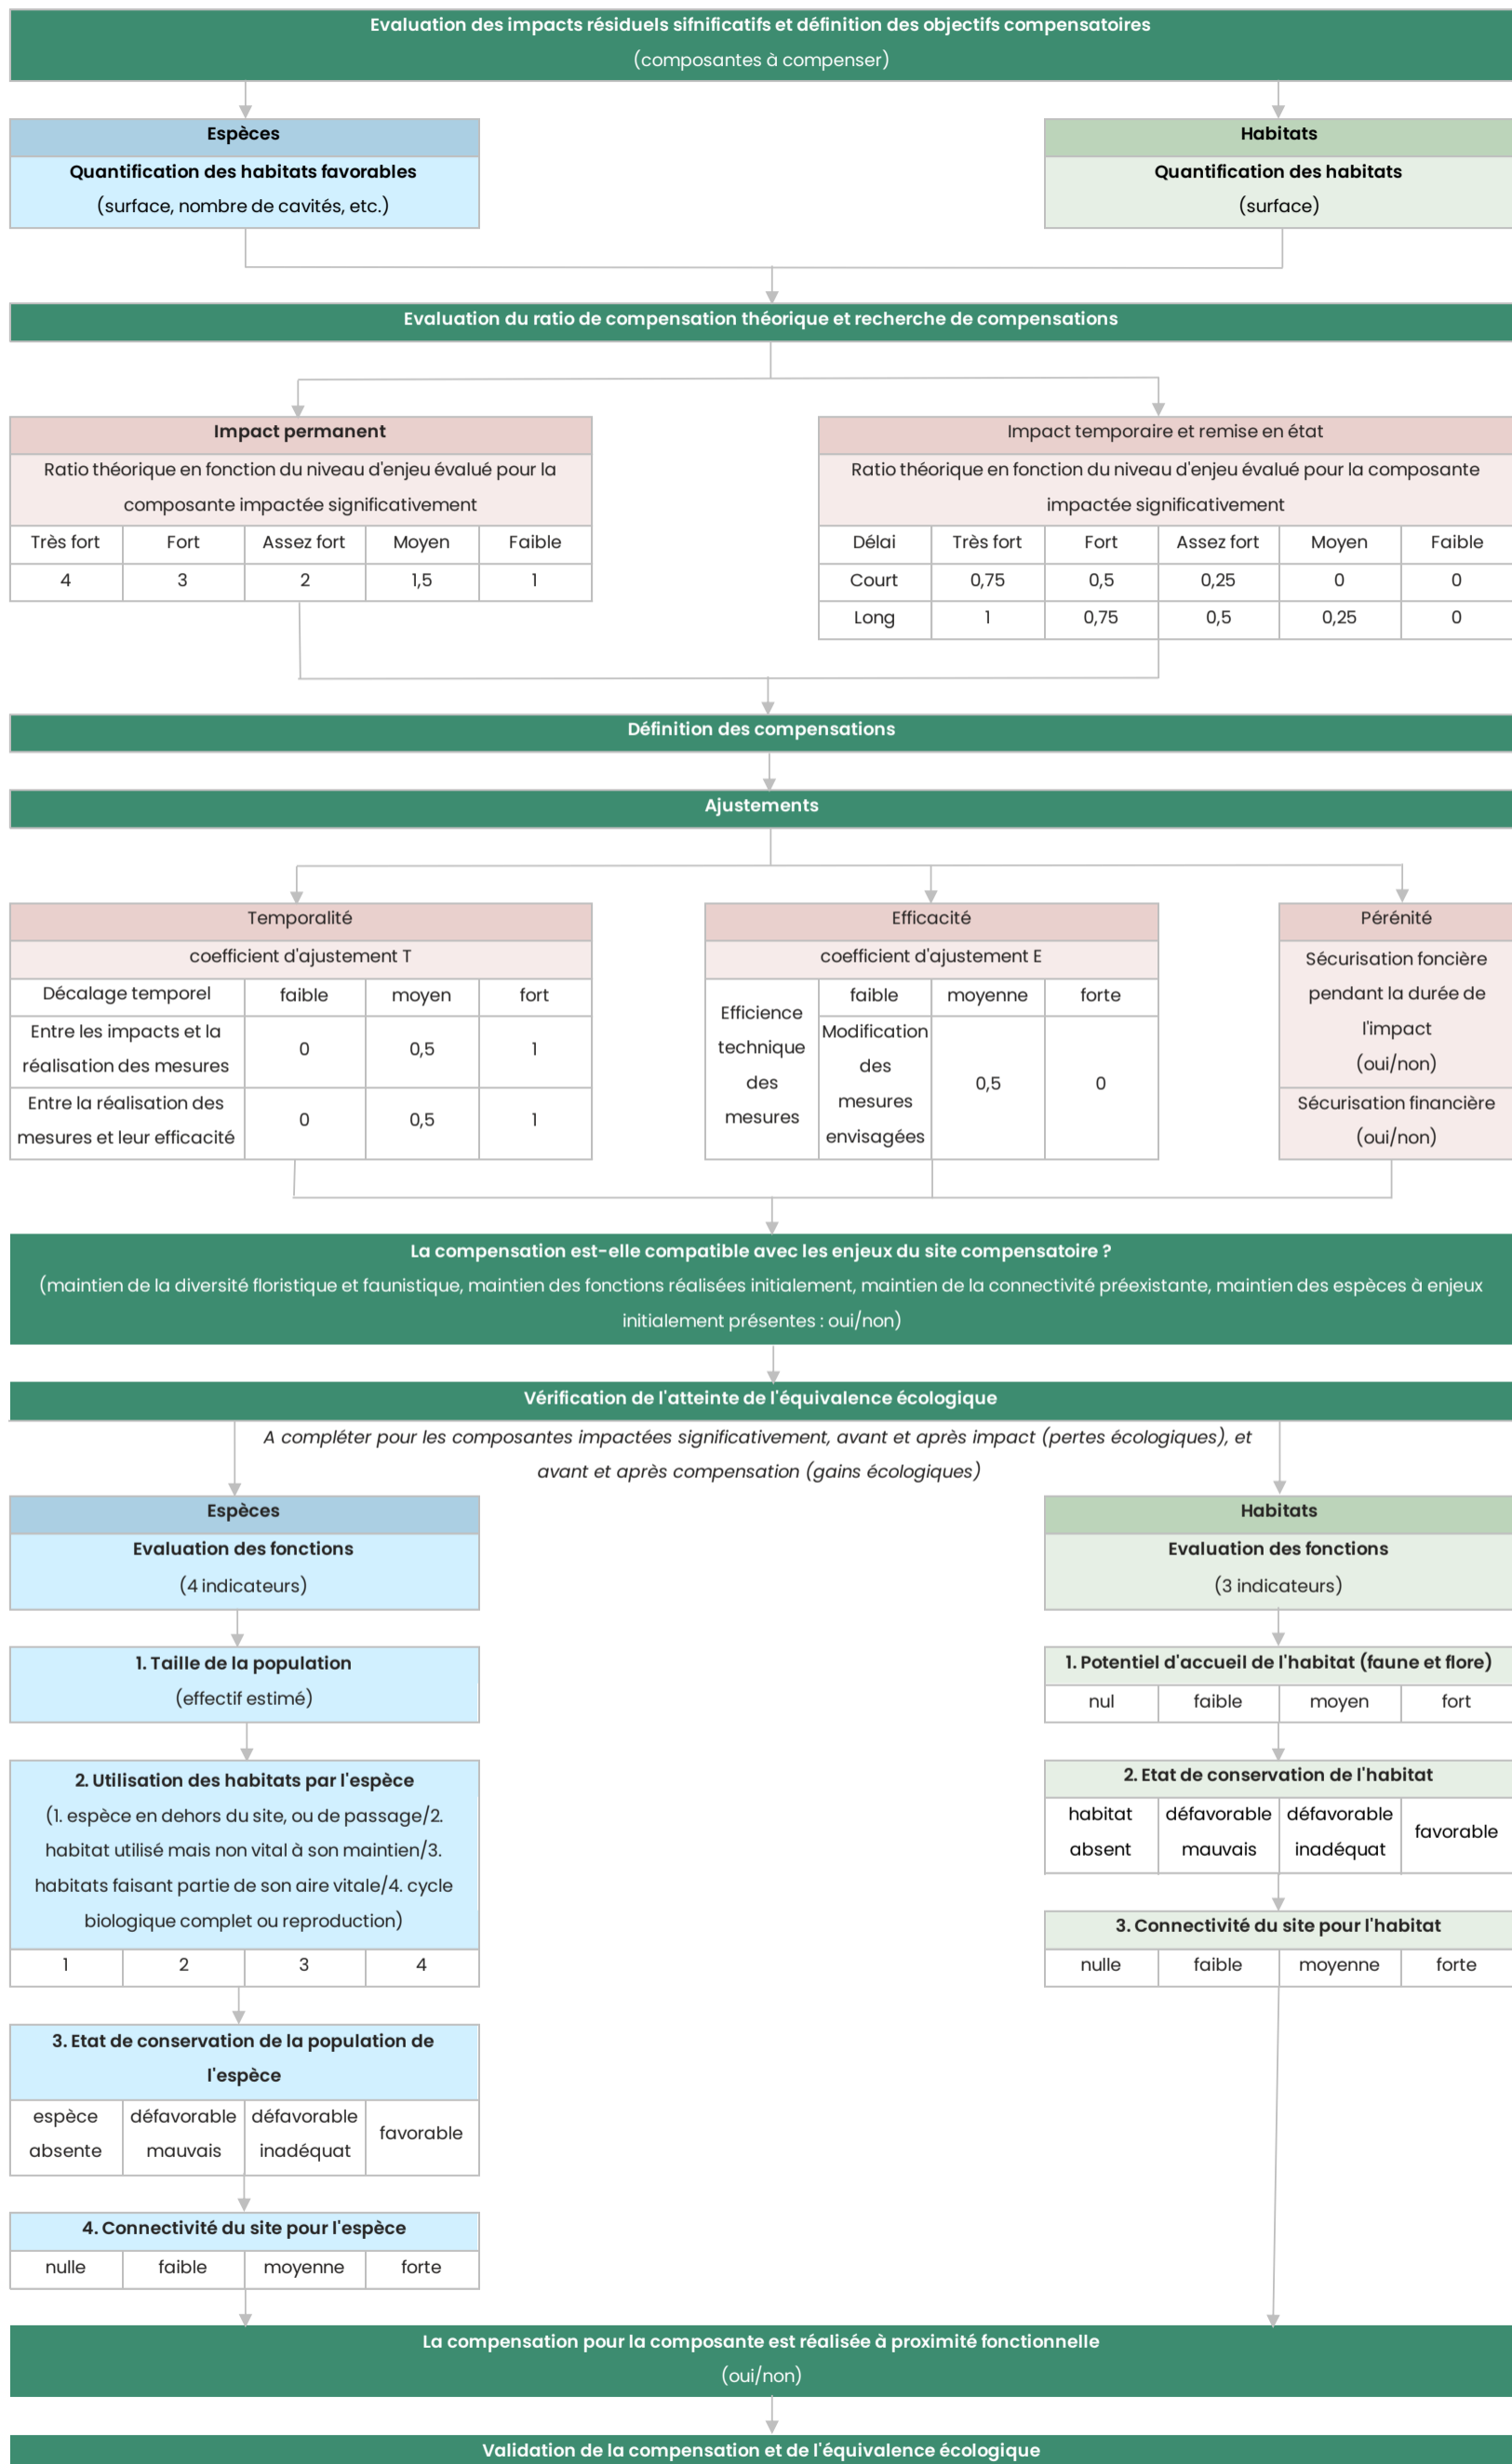 Evaluation des impacts résiduels sifnificatifs et définition des objectifs compensatoires
(composantes à compenser)
Espèces
Quantification des habitats favorables
(surface, nombre de cavités, etc.)
Habitats
Quantification des habitats
(surface)
Evaluation du ratio de compensation théorique et recherche de compensations
Impact permanent
Ratio théorique en fonction du niveau d'enjeu évalué pour la
composante impactée significativement
Très fort Fort Assez fort Moyen Faible
4 3 2 1,5 1
Impact temporaire et remise en état
Ratio théorique en fonction du niveau d'enjeu évalué pour la composante
impactée significativement
Délai Très fort Fort Assez fort Moyen Faible
Court 0,75 0,5 0,25 0 0
Long 1 0,75 0,5 0,25 0
Définition des compensations
Ajustements
Temporalité
coefficient d'ajustement T
Décalage temporel faible moyen fort
Entre les impacts et la
réalisation des mesures
0 0,5 1
Entre la réalisation des
mesures et leur efficacité
0 0,5 1
Efficacité
coefficient d'ajustement E
Efficience
technique
des
mesures
faible moyenne forte
Modification
des
mesures
envisagées
0,5 0
Pérénité
Sécurisation foncière
pendant la durée de
l'impact
(oui/non)
Sécurisation financière
(oui/non)
La compensation est-elle compatible avec les enjeux du site compensatoire ?
(maintien de la diversité floristique et faunistique, maintien des fonctions réalisées initialement, maintien de la connectivité préexistante, maintien des espèces à enjeux
initialement présentes : oui/non)
Vérification de l'atteinte de l'équivalence écologique
A compléter pour les composantes impactées significativement, avant et après impact (pertes écologiques), et
avant et après compensation (gains écologiques)
Espèces
Evaluation des fonctions
(4 indicateurs)
1. Taille de la population
(effectif estimé)
2. Utilisation des habitats par l'espèce
(1. espèce en dehors du site, ou de passage/2.
habitat utilisé mais non vital à son maintien/3.
habitats faisant partie de son aire vitale/4. cycle
biologique complet ou reproduction)
1 2 3 4
3. Etat de conservation de la population de
l'espèce
espèce
absente
défavorable
mauvais
défavorable
inadéquat
favorable
4. Connectivité du site pour l'espèce
nulle faible moyenne forte
Habitats
Evaluation des fonctions
(3 indicateurs)
1. Potentiel d'accueil de l'habitat (faune et flore)
nul faible moyen fort
2. Etat de conservation de l'habitat
habitat
absent
défavorable
mauvais
défavorable
inadéquat
favorable
3. Connectivité du site pour l'habitat
nulle faible moyenne forte
La compensation pour la composante est réalisée à proximité fonctionnelle
(oui/non)
Validation de la compensation et de l'équivalence écologique